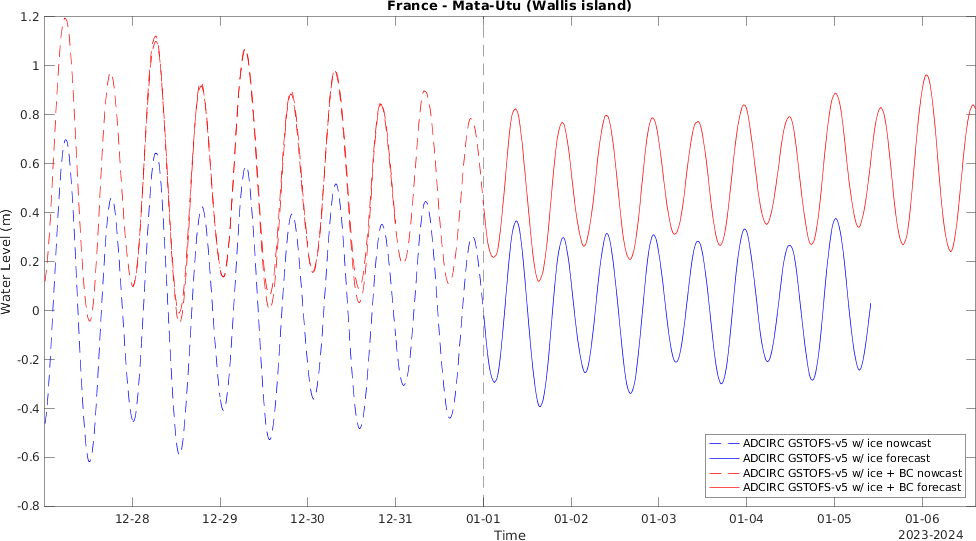 France - Mata-Utu (Wallis island)
1.2
1
0.8
0.6
0.4
0.2
0
-0.2
-0.4
-0.6
-0.8
Water Level (m)
ADCIRC GSTOFS-v5 w/ ice nowcast
ADCIRC GSTOFS-v5 w/ ice forecast
ADCIRC GSTOFS-v5 w/ ice + BC nowcast
ADCIRC GSTOFS-v5 w/ ice + BC forecast
12-28 12-29 12-30 12-31 01-01 01-02 01-03 01-04 01-05 01-06
Time
2023-2024